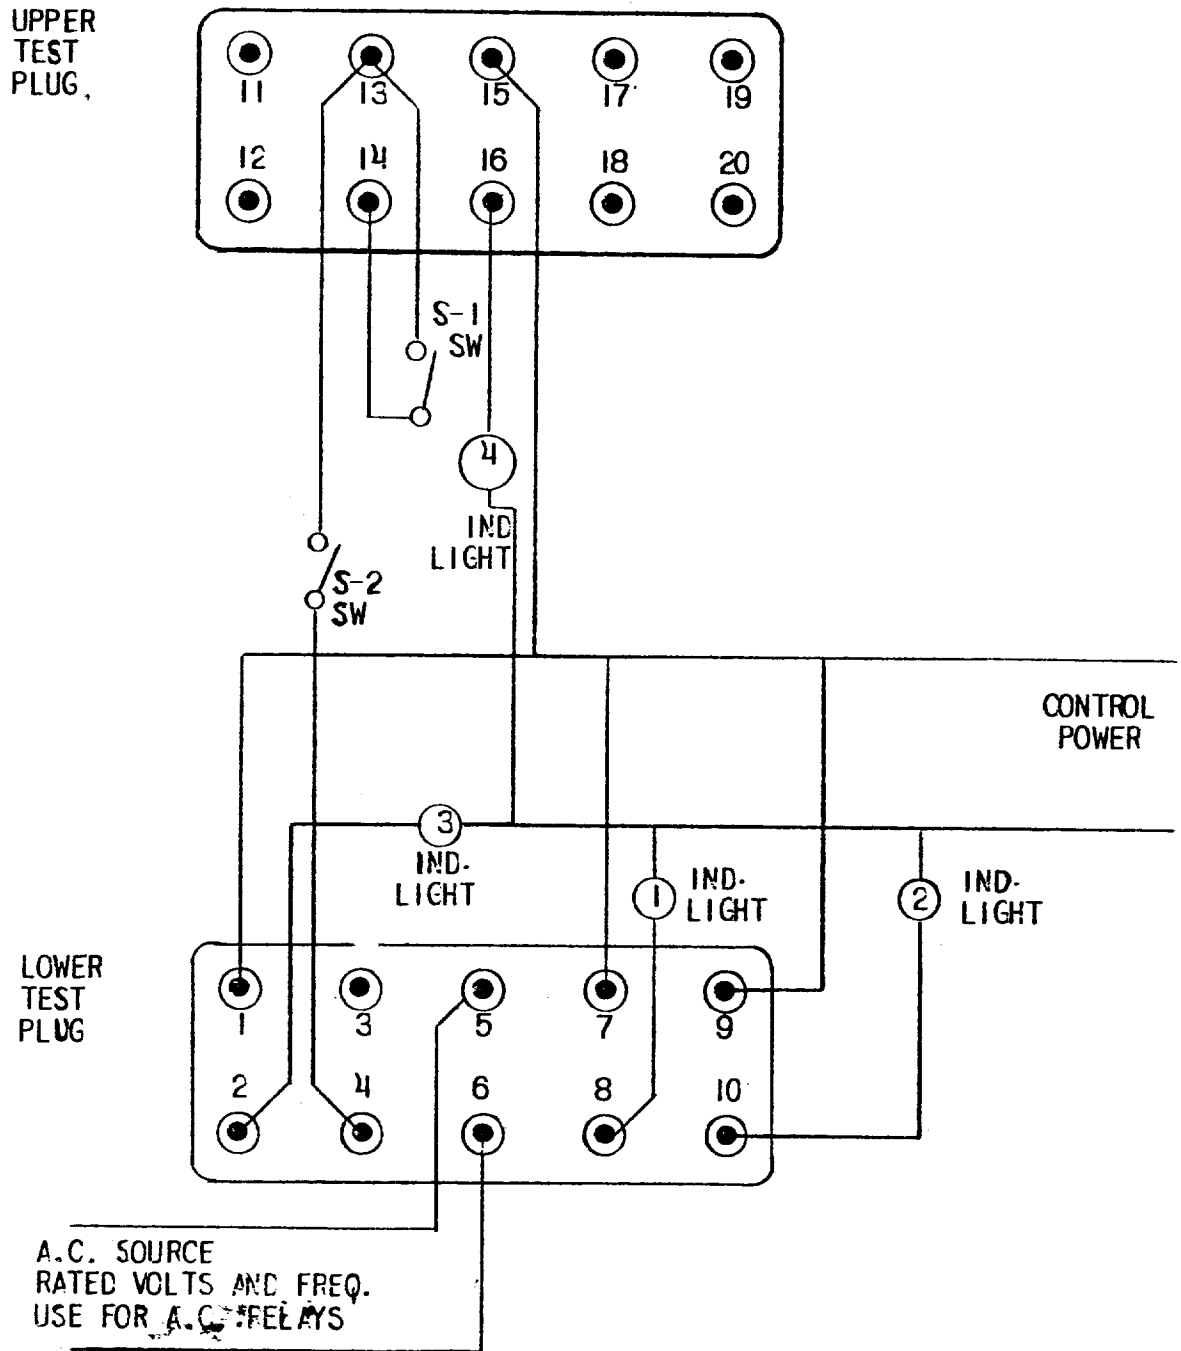 UPPER
TEST
PLUG.
11 13 15 17 19
12 14 16 18 20
S-1
SW
4
IND
LIGHT
S-2
SW
CONTROL
POWER
3
IND.
LIGHT
1
IND.
LIGHT
2
IND.
LIGHT
LOWER
TEST
PLUG
1 3 5 7 9
2 4 6 8 10
A.C. SOURCE
RATED VOLTS AND FREQ.
USE FOR A.C. RELAYS